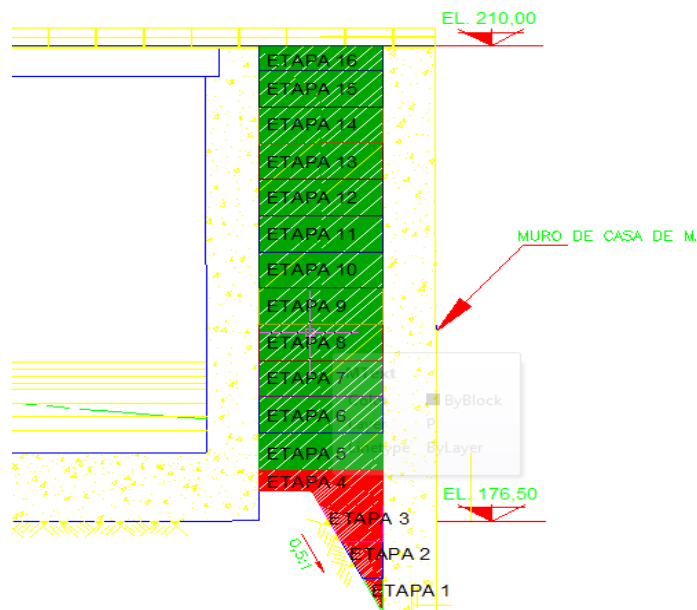 EL. 210,00
ETAPA 16
ETAPA 15
ETAPA 14
ETAPA 13
ETAPA 12
ETAPA 11
MURO DE CASA DE M.
ETAPA 10
ETAPA 9
ETAPA 8
ETAPA 7
MText
ByBlock
ETAPA 6
ETAPA 5
Linetype ByLayer
ETAPA 4
EL. 176,50
ETAPA 3
0,5:1
ETAPA 2
ETAPA 1